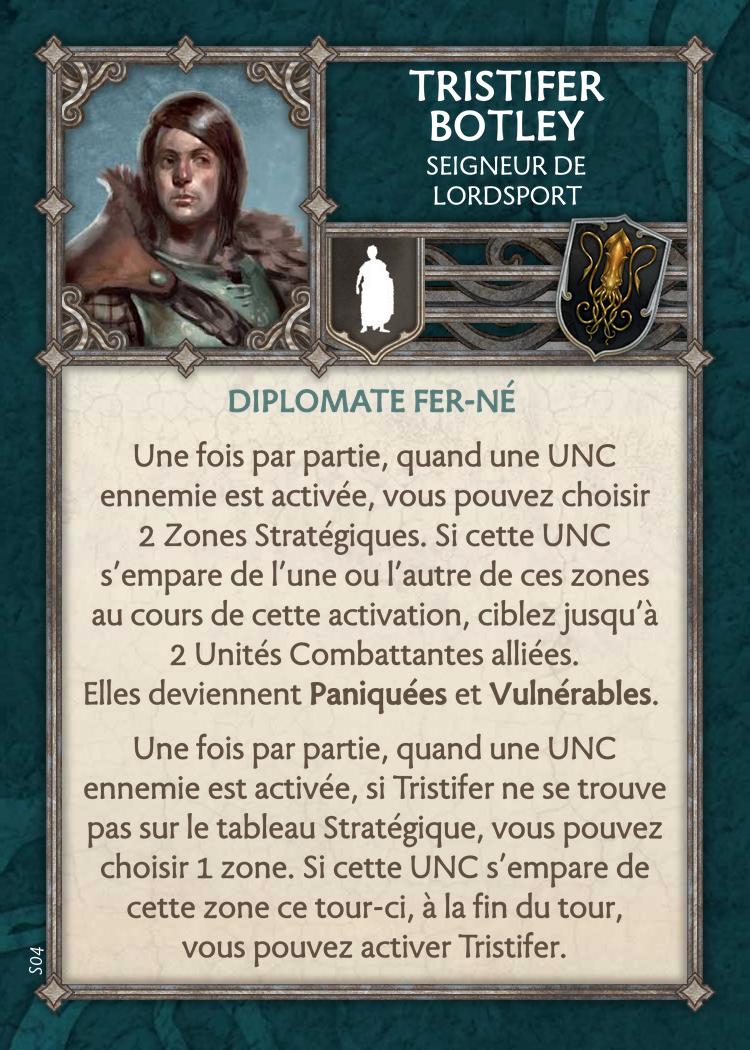 TRISTIFER
BOTLEY
SEIGNEUR DE
LORDSPORT
DIPLOMATE FER-NÉ
Une fois par partie, quand une UNC
ennemie est activée, vous pouvez choisir
2 Zones Stratégiques. Si cette UNC
s’empare de l’une ou l’autre de ces zones
au cours de cette activation, ciblez jusqu’à
2 Unités Combattantes alliées.
Elles deviennent Paniquées et Vulnérables.
Une fois par partie, quand une UNC
ennemie est activée, si Tristifer ne se trouve
pas sur le tableau Stratégique, vous pouvez
choisir 1 zone. Si cette UNC s’empare de
cette zone ce tour-ci, à la fin du tour,
vous pouvez activer Tristifer.
S04